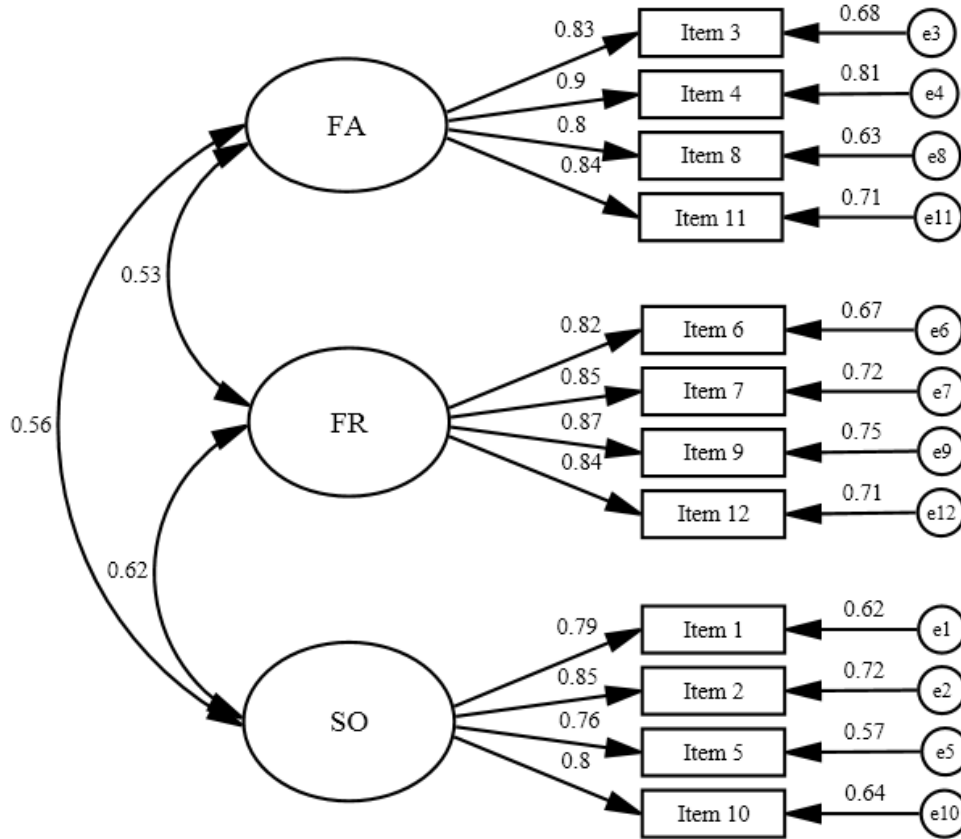 0.83
Item 3
0.68
e3
FA
0.9
Item 4
0.81
e4
0.8
Item 8
0.63
e8
0.84
Item 11
0.71
e11
0.53
0.82
Item 6
0.67
e6
FR
0.85
Item 7
0.72
e7
0.56
0.87
Item 9
0.75
e9
0.84
Item 12
0.71
e12
0.62
0.79
Item 1
0.62
e1
SO
0.85
Item 2
0.72
e2
0.76
Item 5
0.57
e5
0.8
Item 10
0.64
e10